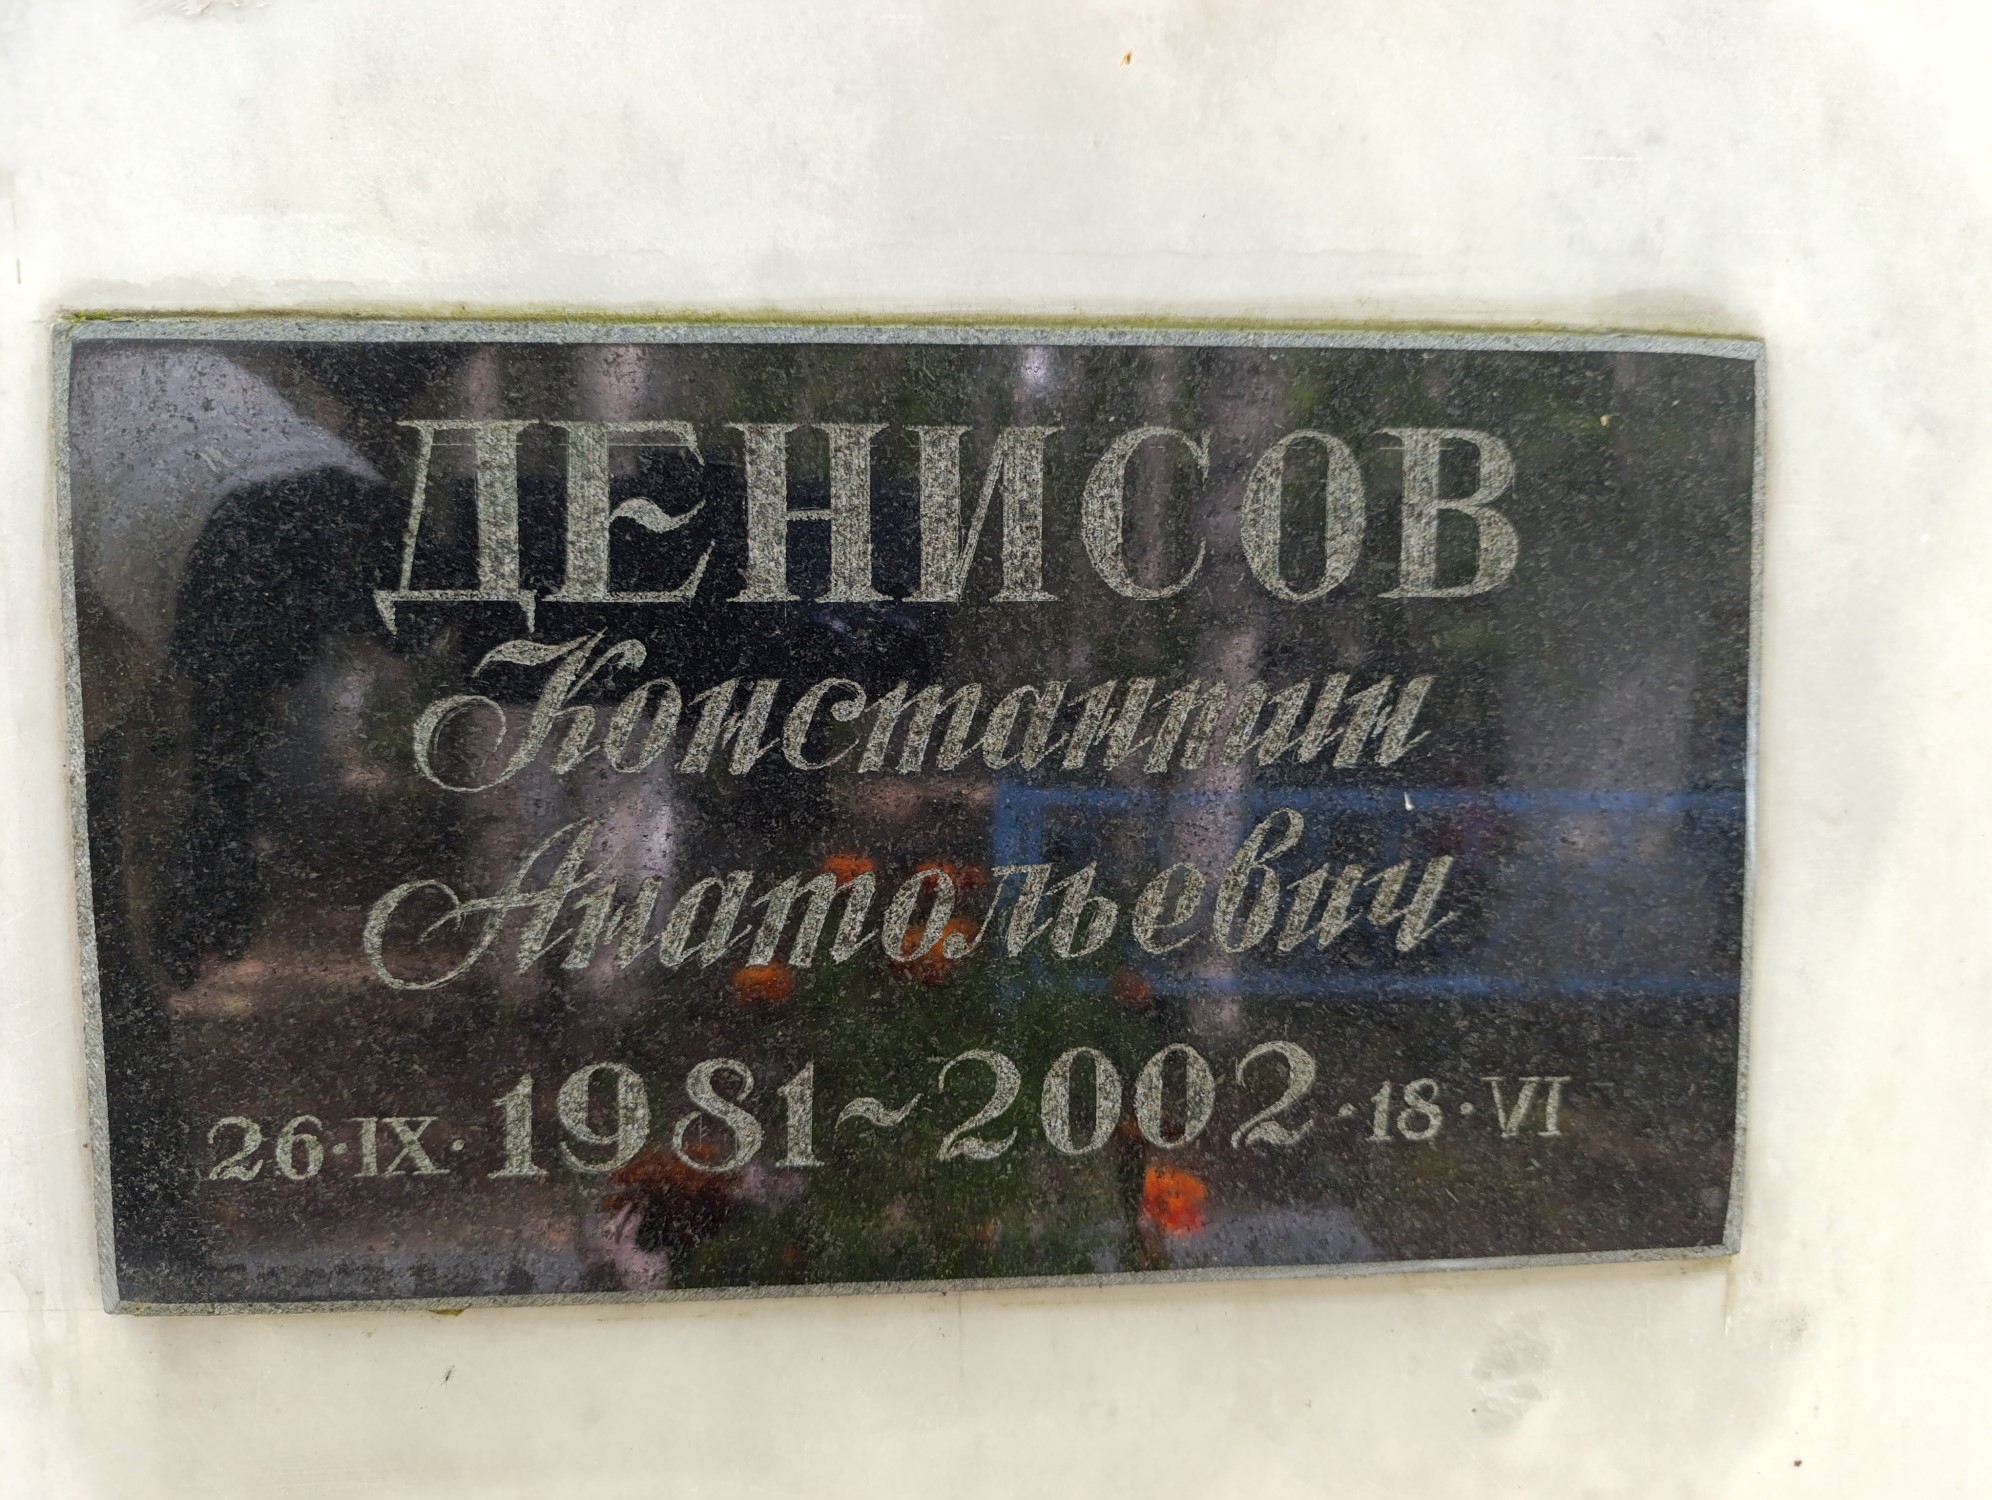 ДЕНИСОВ
Константин
Анатольевич
26·IX·1981~2002·18·VI